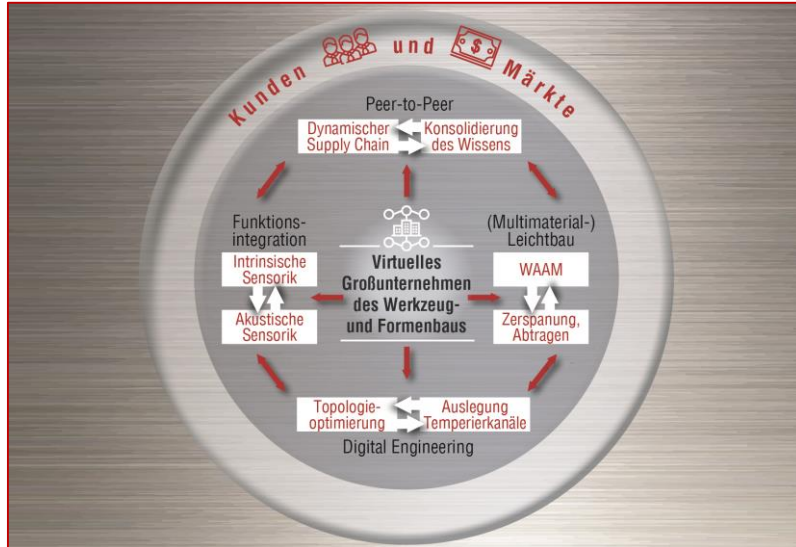 Kunden und Märkte
Peer-to-Peer
Dynamischer
Supply Chain
Konsolidierung
des Wissens
Funktions-
integration
Intrinsische
Sensorik
Akustische
Sensorik
Virtuelles
Großunternehmen
des Werkzeug-
und Formenbaus
(Multimaterial-)
Leichtbau
WAAM
Zerspanung,
Abtragen
Topologie-
optimierung
Auslegung
Temperierkanäle
Digital Engineering